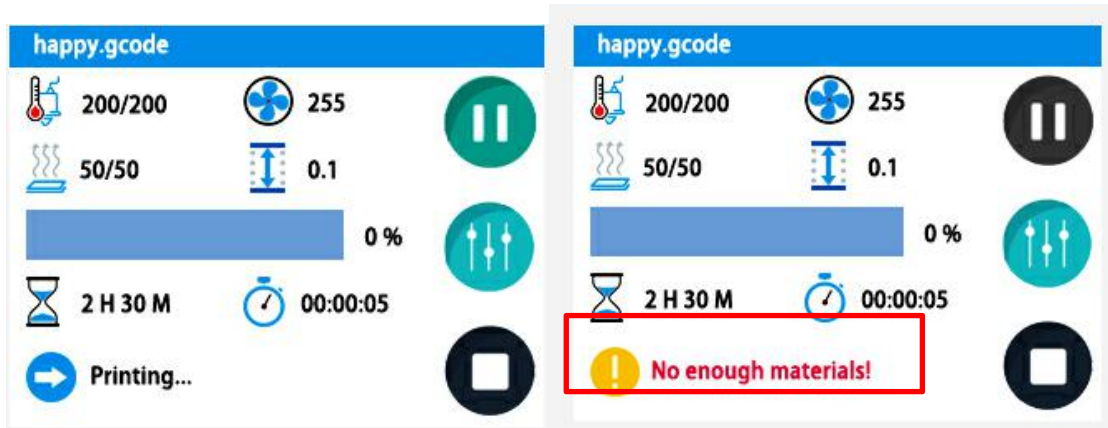 happy.gcode
200/200
255
50/50
0.1
0 %
2 H 30 M
00:00:05
Printing...
happy.gcode
200/200
255
50/50
0.1
0 %
2 H 30 M
00:00:05
No enough materials!